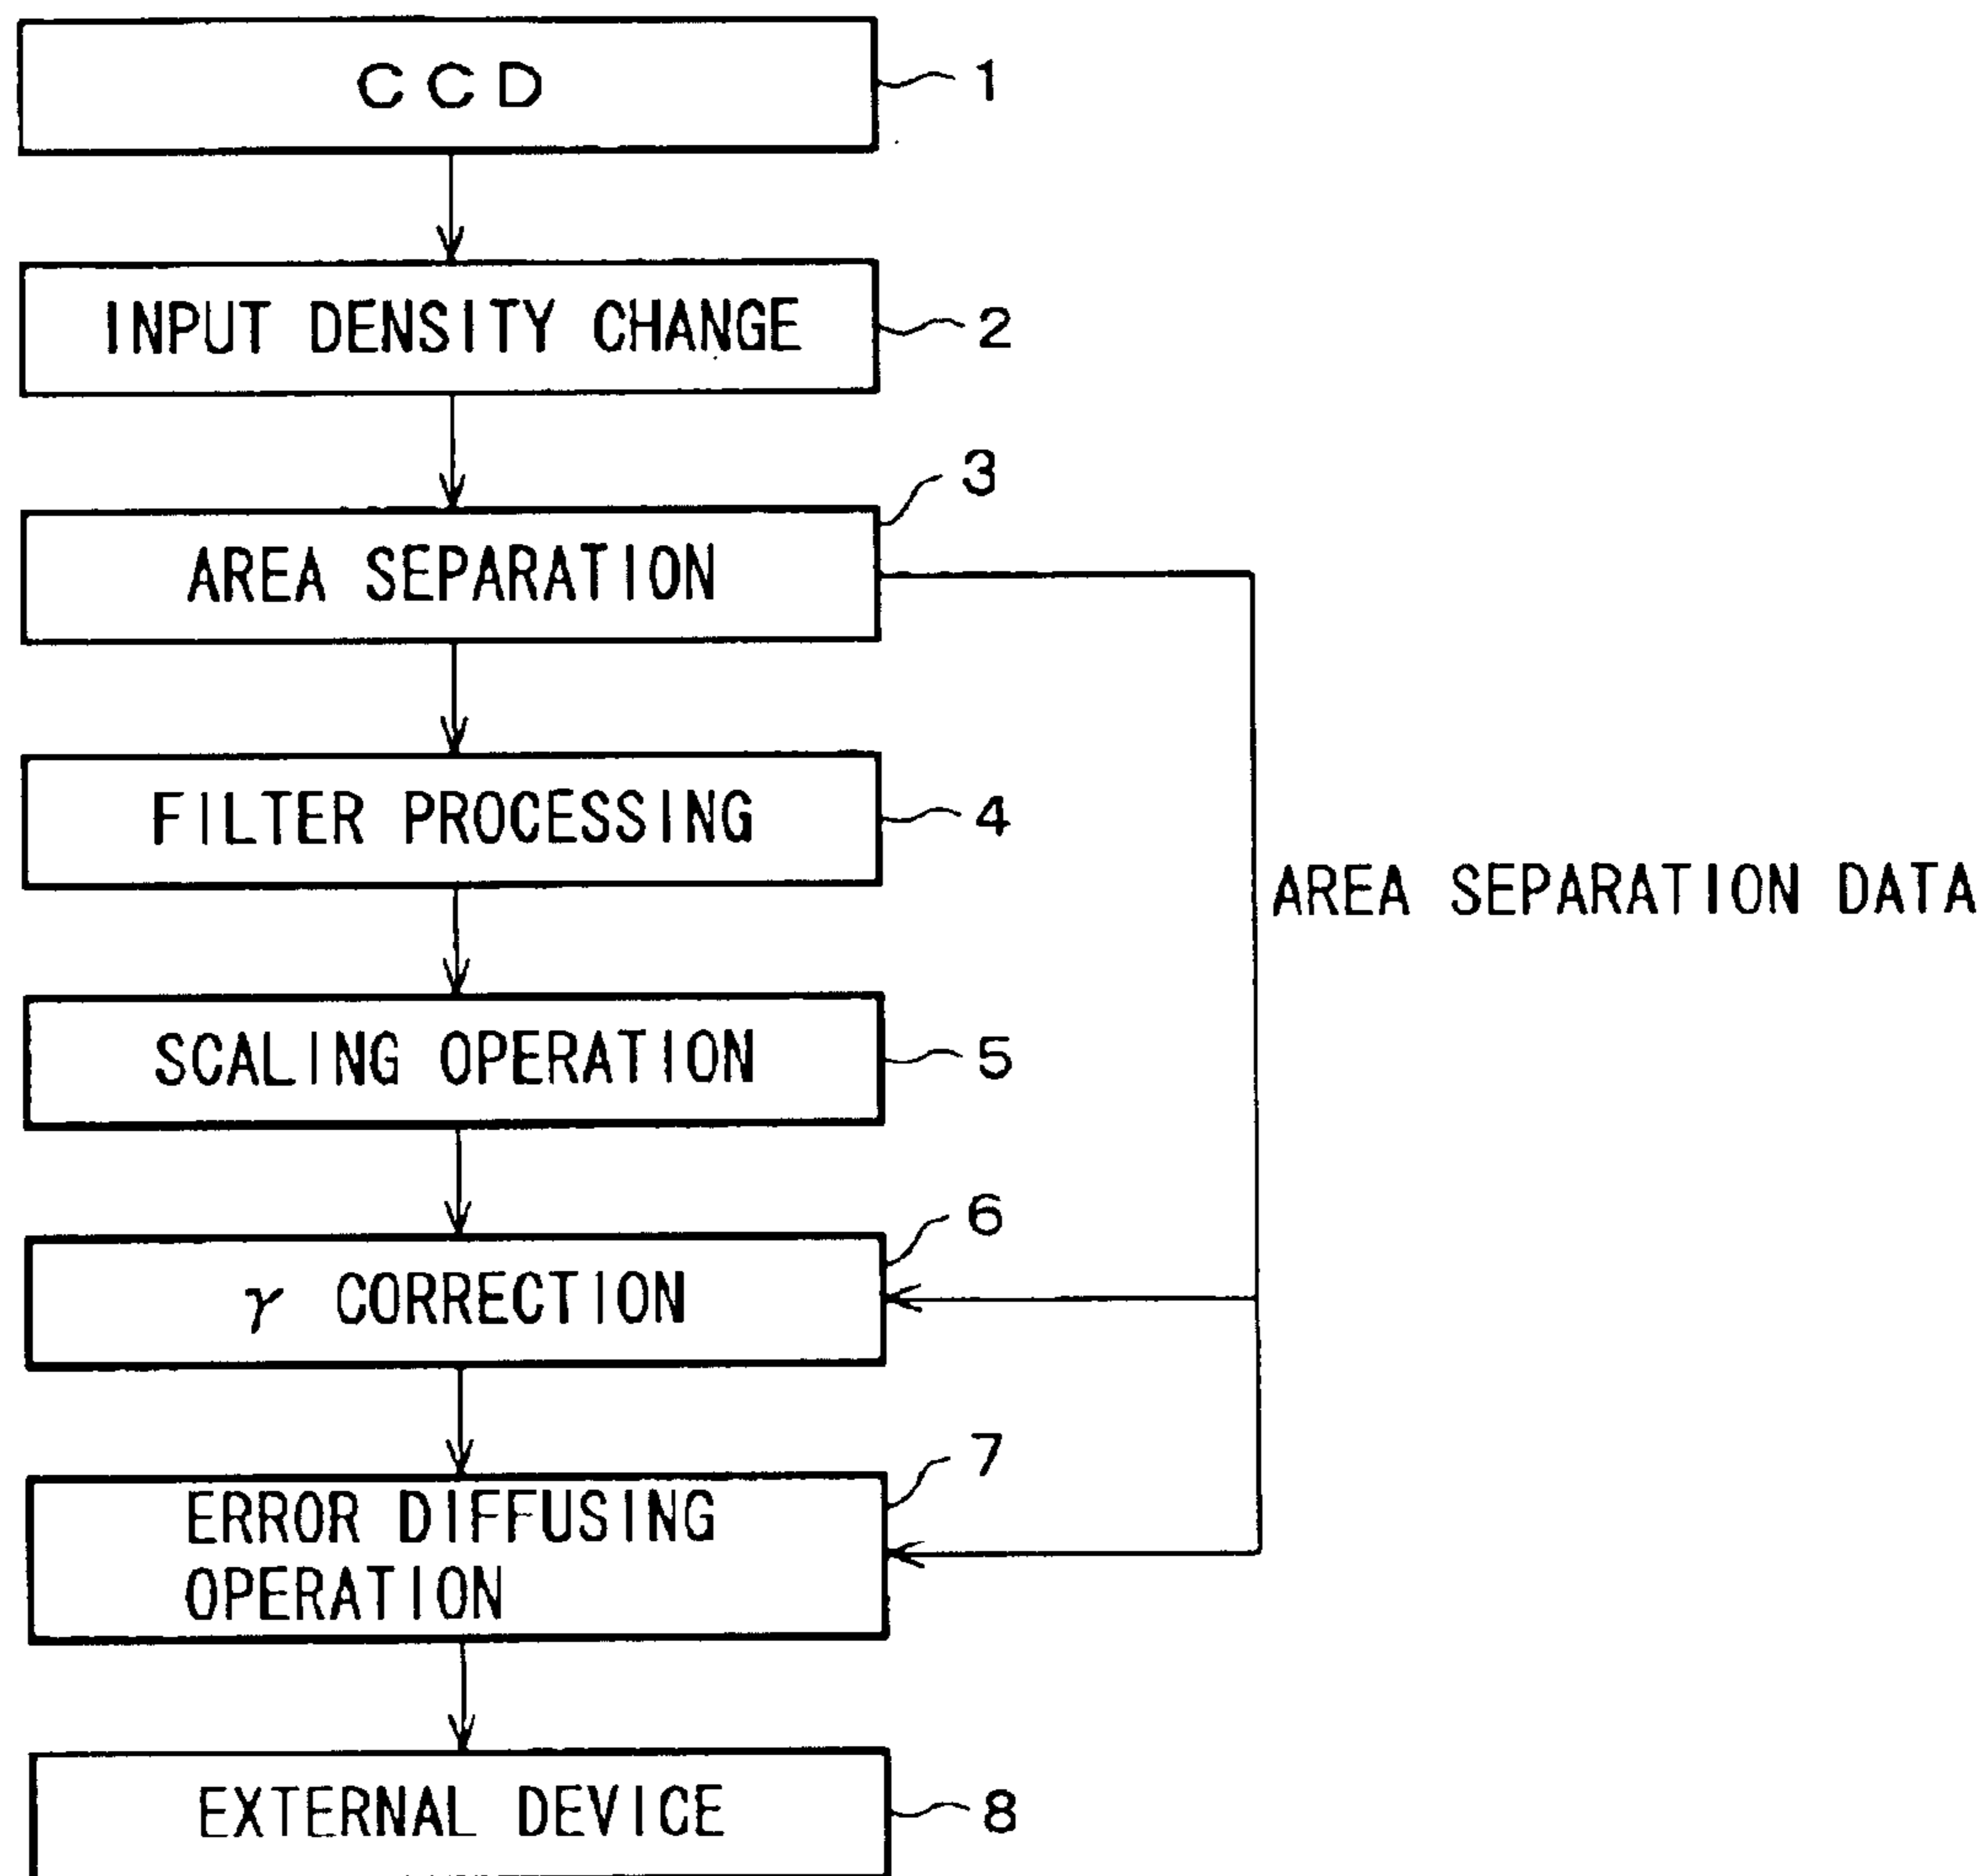 CCD
1
INPUT DENSITY CHANGE
2
3
AREA SEPARATION
FILTER PROCESSING
4
AREA SEPARATION DATA
SCALING OPERATION
5
6
γ CORRECTION
7
ERROR DIFFUSING
OPERATION
EXTERNAL DEVICE
8